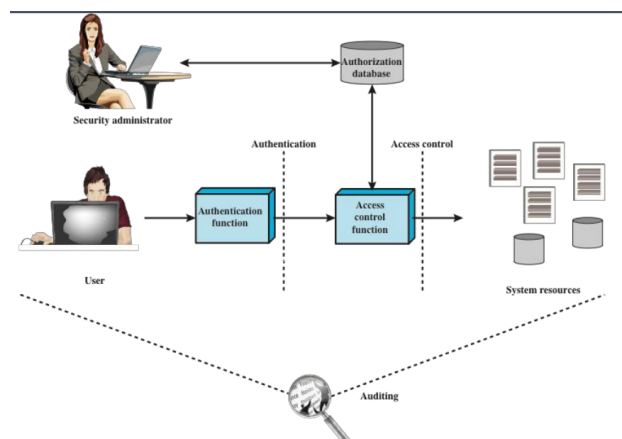 Authorization
database
Security administrator
Authentication
Access control
Authentication
function
Access
control
function
User
System resources
Auditing